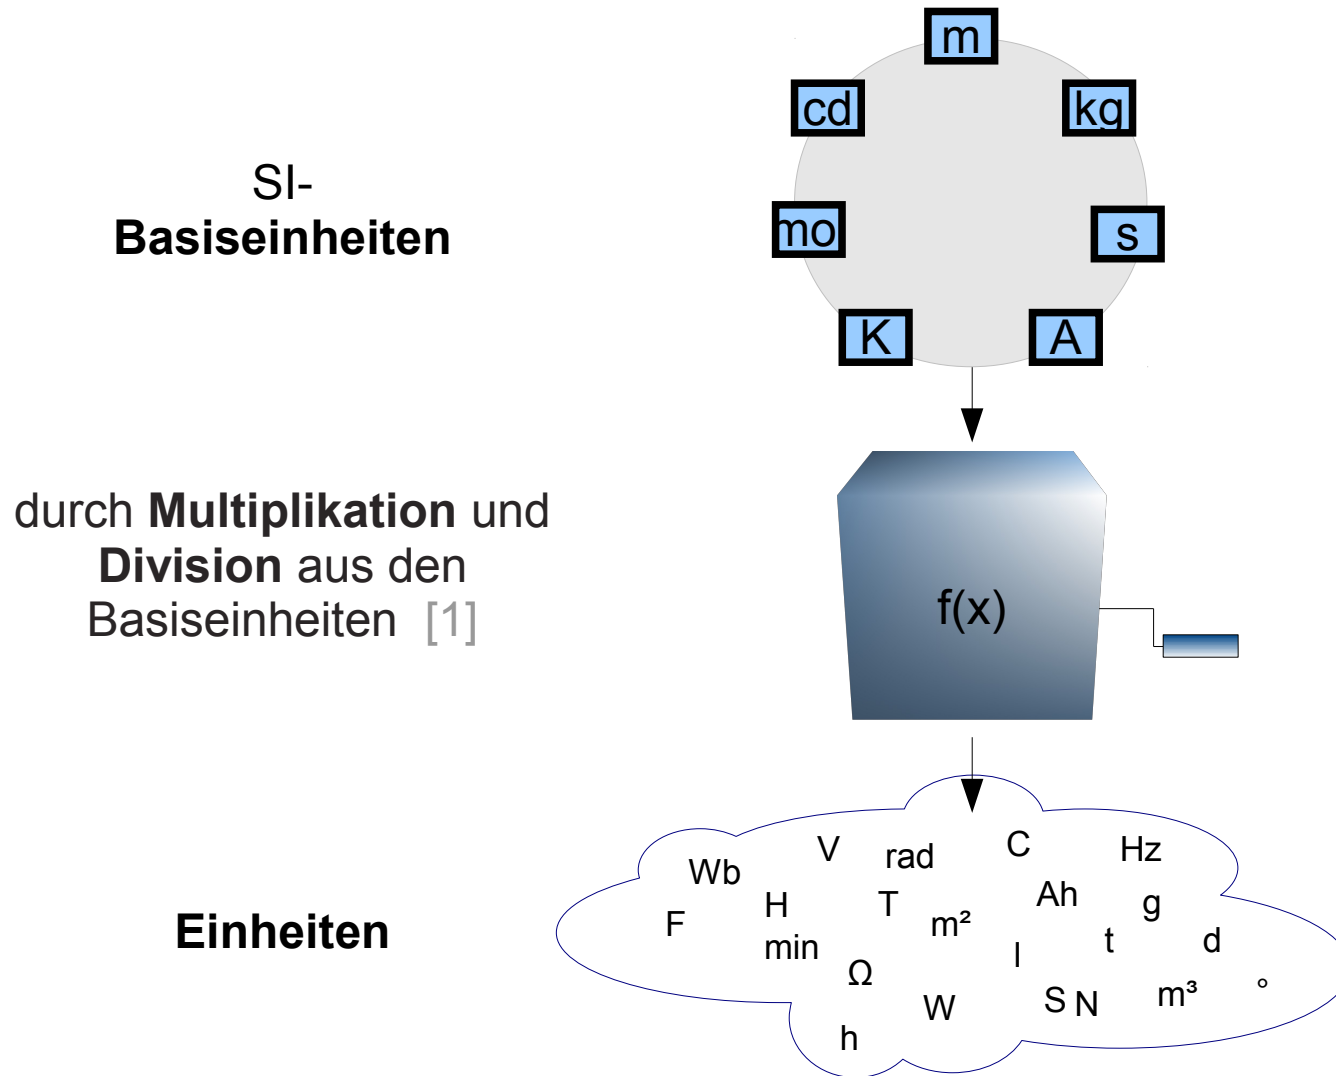 m
cd
kg
SI-
Basiseinheiten
mo
s
K
A
durch Multiplikation und
Division aus den
Basiseinheiten [1]
f(x)
Einheiten
V
rad
C
Hz
Wb
H
T
Ah
g
F
m²
min
t
d
l
Ω
W
S N
m³
°
h